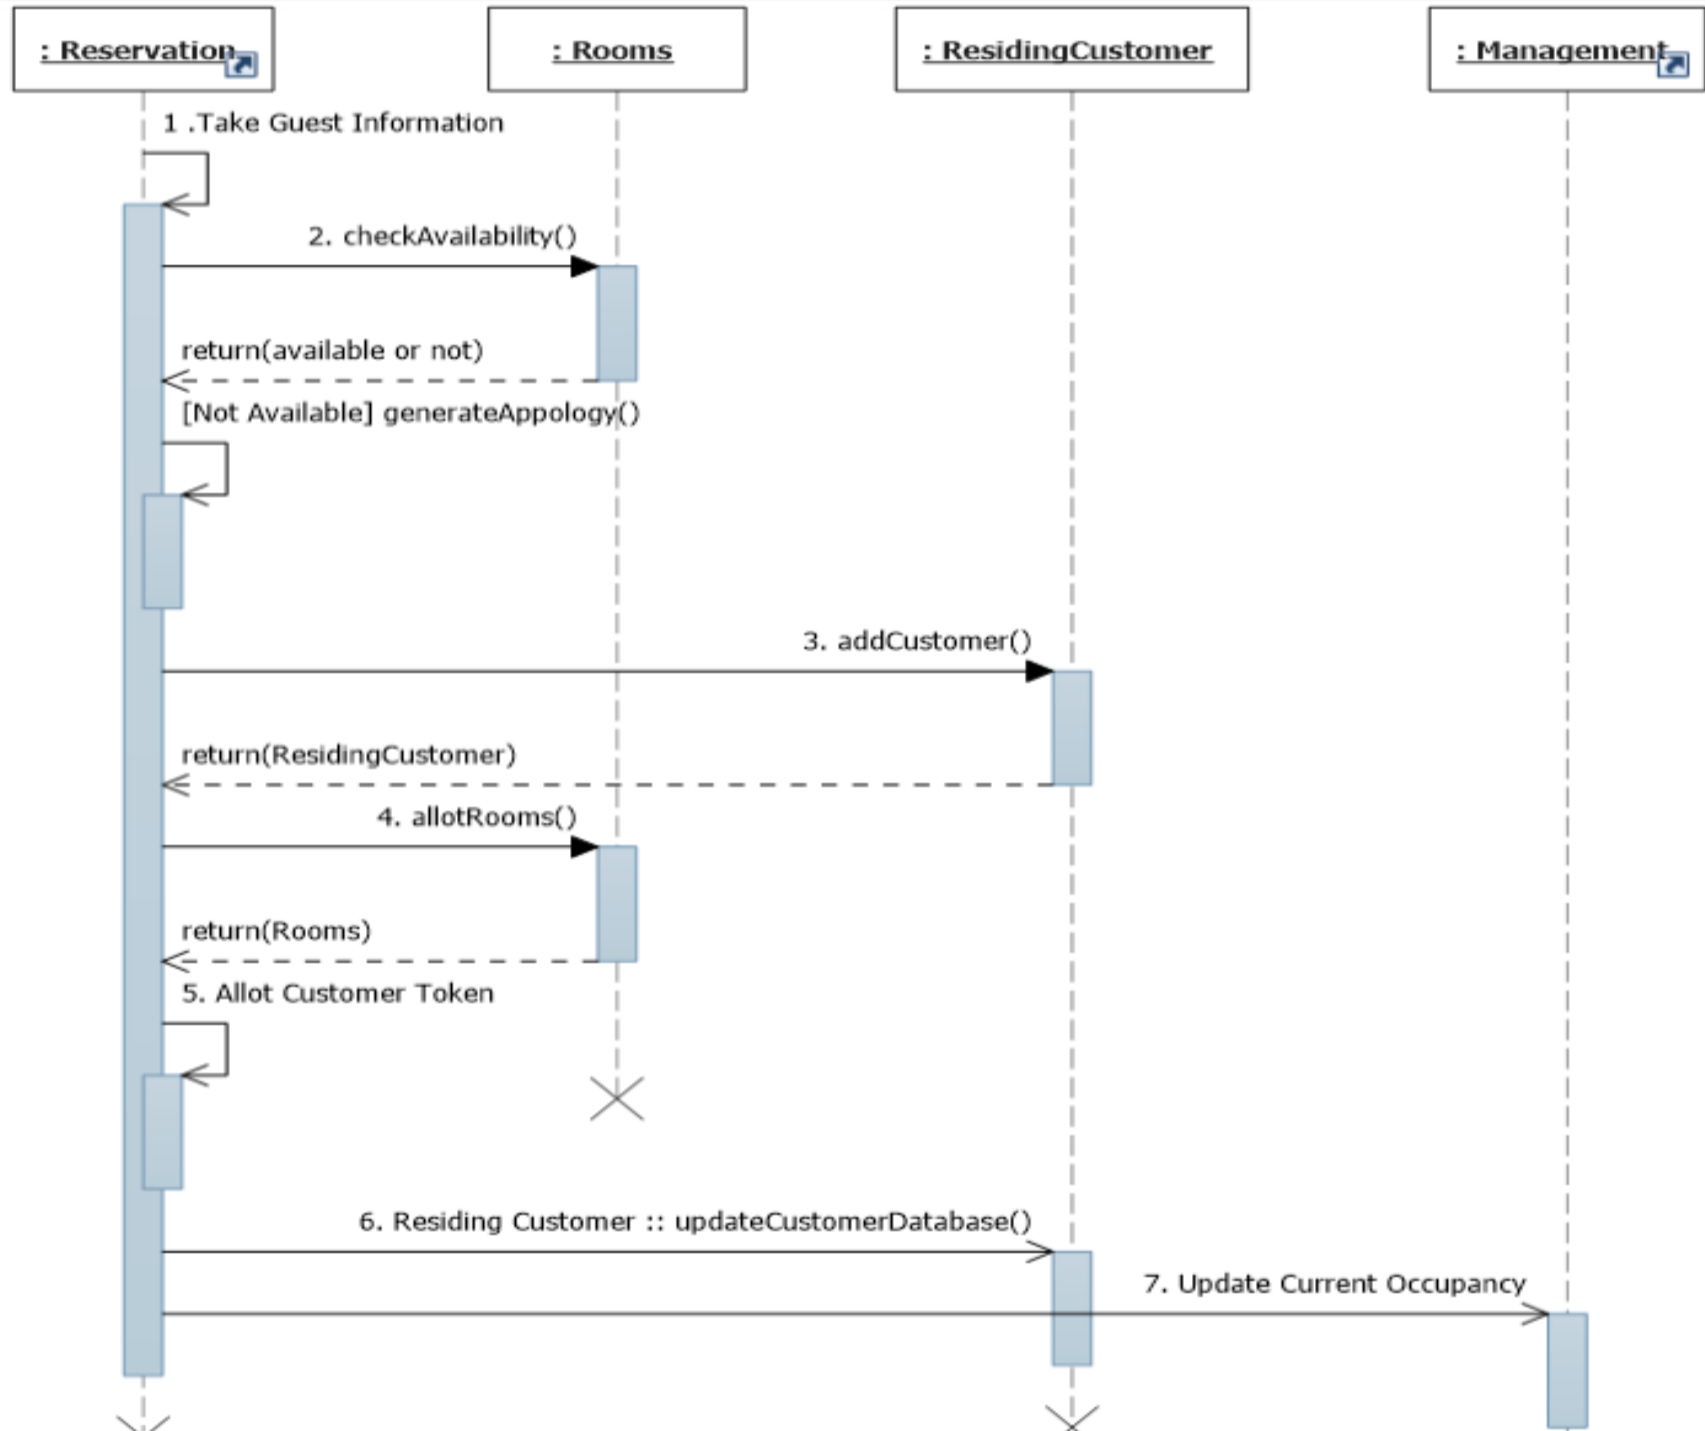 : Reservation
: Rooms
: ResidingCustomer
: Management
1 .Take Guest Information
2. checkAvailability()
return(available or not)
[Not Available] generateAppology()
3. addCustomer()
return(ResidingCustomer)
4. allotRooms()
return(Rooms)
5. Allot Customer Token
6. Residing Customer :: updateCustomerDatabase()
7. Update Current Occupancy